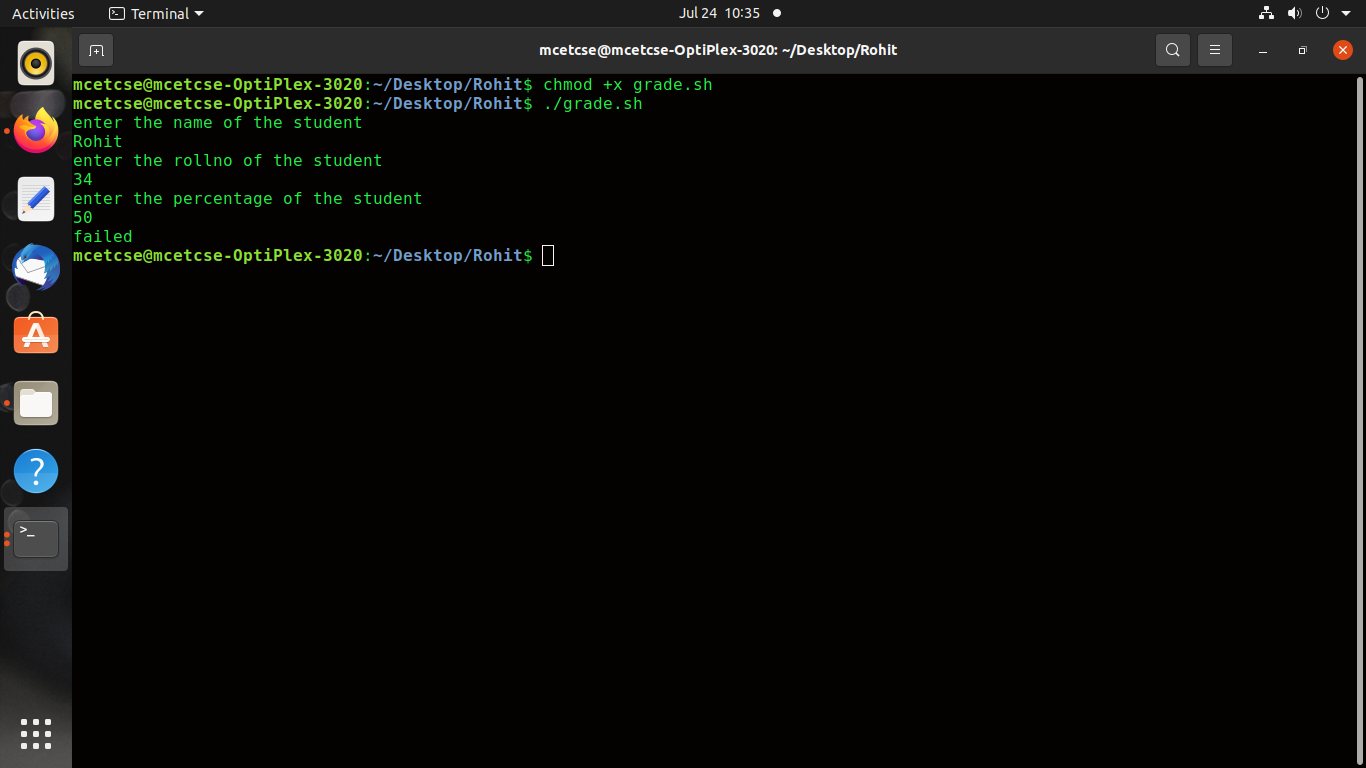 Activities
Terminal
Jul 24 10:35
mcetcse@mcetcse-OptiPlex-3020: ~/Desktop/Rohit
mcetcse@mcetcse-OptiPlex-3020:~/Desktop/Rohit$ chmod +x grade.sh
mcetcse@mcetcse-OptiPlex-3020:~/Desktop/Rohit$ ./grade.sh
enter the name of the student
Rohit
enter the rollno of the student
34
enter the percentage of the student
50
failed
mcetcse@mcetcse-OptiPlex-3020:~/Desktop/Rohit$